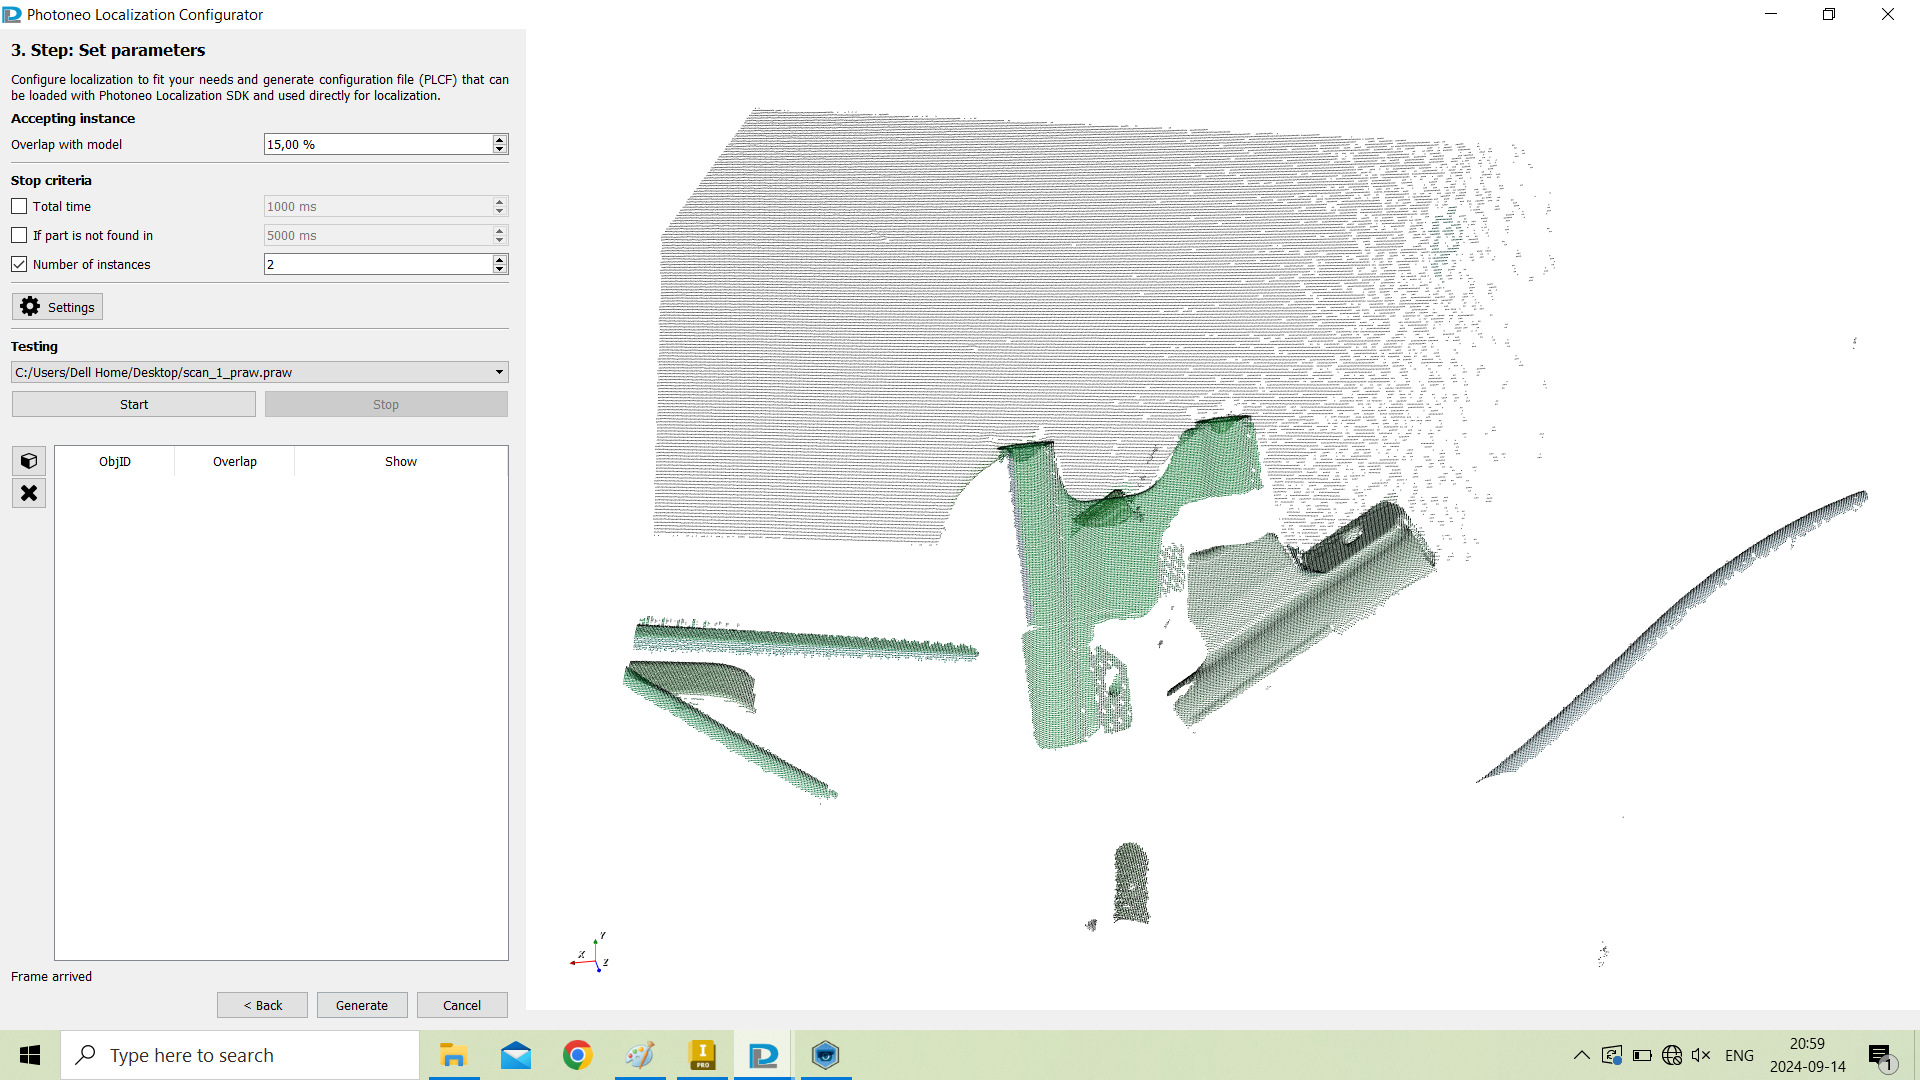 Photoneo Localization Configurator
3. Step: Set parameters
Configure localization to fit your needs and generate configuration file (PLCF) that can
be loaded with Photoneo Localization SDK and used directly for localization.
Accepting instance
Overlap with model 15,00 %
Stop criteria
Total time 1000 ms
If part is not found in 5000 ms
Number of instances 2
Settings
Testing
C:/Users/Dell Home/Desktop/scan_1_praw.praw
Start Stop
ObjID Overlap Show
Y
X
Z
Frame arrived
< Back Generate Cancel
Type here to search
I
PRO
ENG
20:59
2024-09-14
1